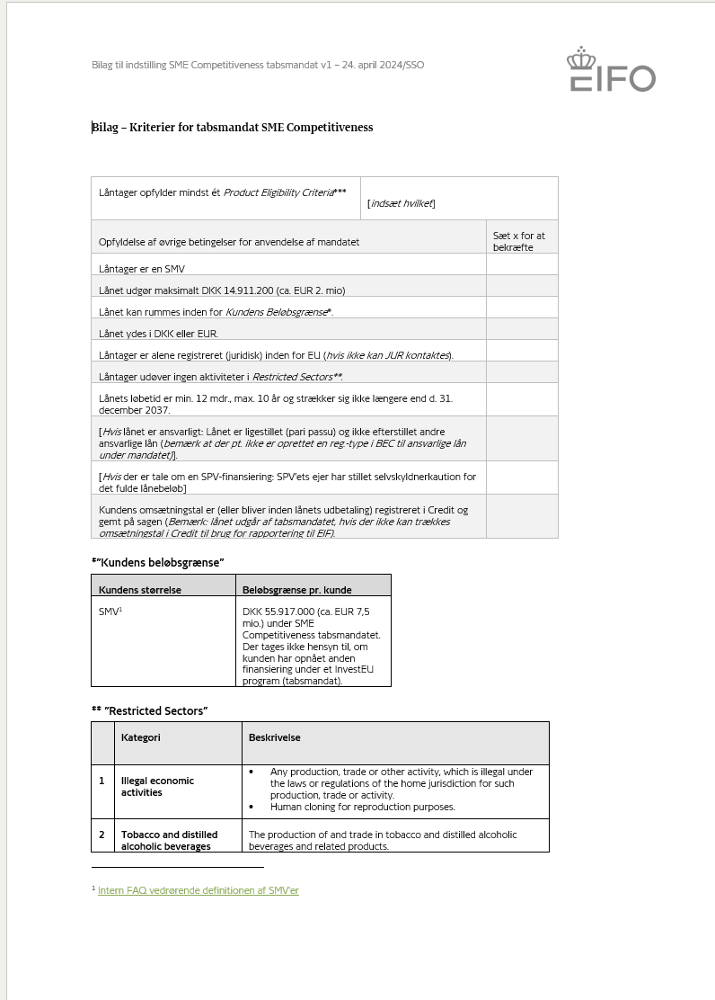 Bilag til indstilling SME Competitiveness tabsmandat v1 – 24. april 2024/SSO
EIFO
Bilag – Kriterier for tabsmandat SME Competitiveness
Låntager opfylder mindst ét Product Eligibility Criteria***
[indsæt hvilket]
Opfyldelse af øvrige betingelser for anvendelse af mandatet
Sæt x for at
bekræfte
Låntager er en SMV
Lånet udgør maksimalt DKK 14.911.200 (ca. EUR 2. mio)
Lånet kan rummes inden for Kundens Beløbsgrænse*.
Lånet ydes i DKK eller EUR.
Låntager er alene registreret (juridisk) inden for EU (hvis ikke kan JUR kontaktes).
Låntager udøver ingen aktiviteter i Restricted Sectors**.
Lånets løbetid er min. 12 mdr., max. 10 år og strækker sig ikke længere end d. 31.
december 2037.
[Hvis lånet er ansvarligt: Lånet er ligestillet (pari passu) og ikke efterstillet andre
ansvarlige lån (bemærk at der pt. ikke er oprettet en reg.-type i BEC til ansvarlige lån
under mandatet)].
[Hvis der er tale om en SPV-finansiering: SPV'ets ejer har stillet selvskyldnerkaution for
det fulde lånebeløb]
Kundens omsætningstal er (eller bliver inden lånets udbetaling) registreret i Credit og
gemt på sagen (Bemærk: lånet udgår af tabsmandatet, hvis der ikke kan trækkes
omsætningstal i Credit til brug for rapportering til EIF).
*"Kundens beløbsgrænse"
Kundens størrelse
Beløbsgrænse pr. kunde
SMV1
DKK 55.917.000 (ca. EUR 7,5
mio.) under SME
Competitiveness tabsmandatet.
Der tages ikke hensyn til, om
kunden har opnået anden
finansiering under et InvestEU
program (tabsmandat).
** "Restricted Sectors"
Kategori
Beskrivelse
1
Illegal economic
activities
• Any production, trade or other activity, which is illegal under
the laws or regulations of the home jurisdiction for such
production, trade or activity.
• Human cloning for reproduction purposes.
2
Tobacco and distilled
alcoholic beverages
The production of and trade in tobacco and distilled alcoholic
beverages and related products.
1 Intern FAQ vedrørende definitionen af SMV'er